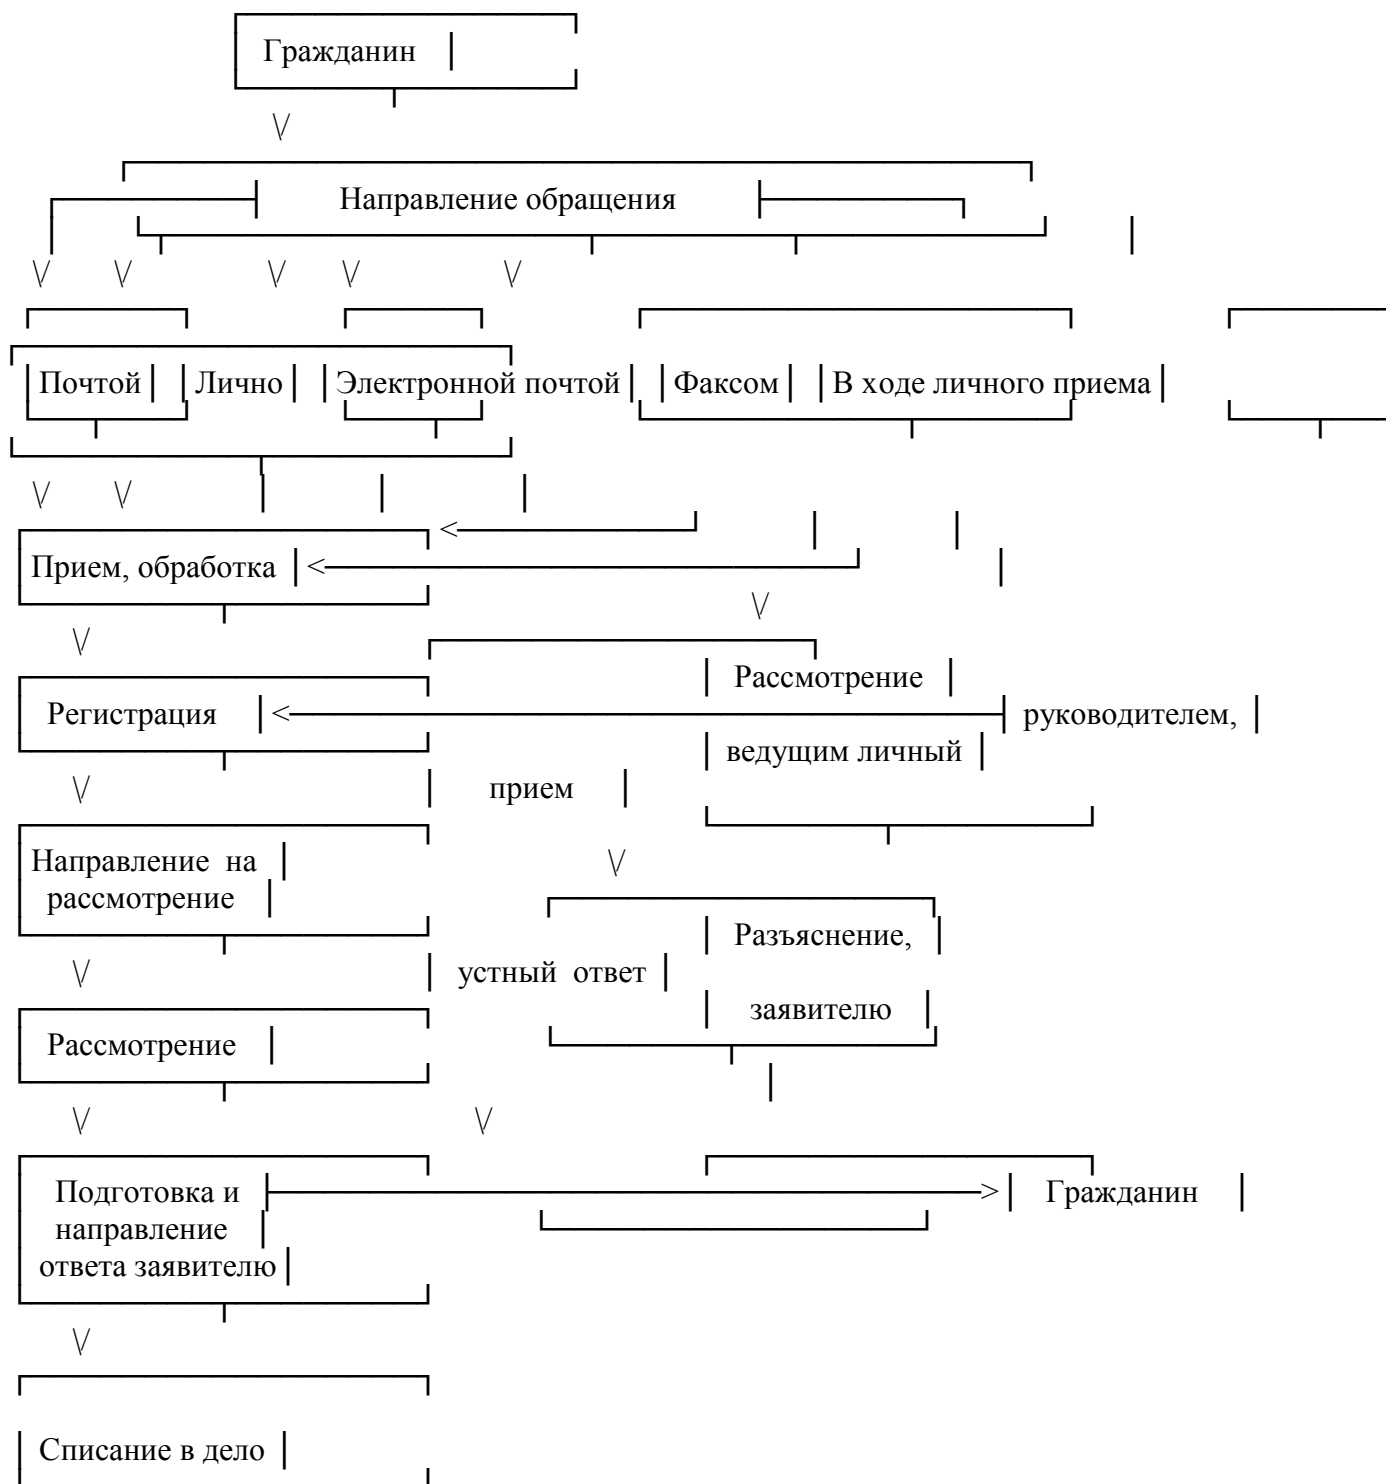 Гражданин
Направление обращения
Почтой Лично Электронной почтой Факсом В ходе личного приема
Прием, обработка
Рассмотрение
Регистрация руководителем,
ведущим личный
прием
Направление на
рассмотрение
Разъяснение,
устный ответ
заявителю
Рассмотрение
Подготовка и Гражданин
направление
ответа заявителю
Списание в дело